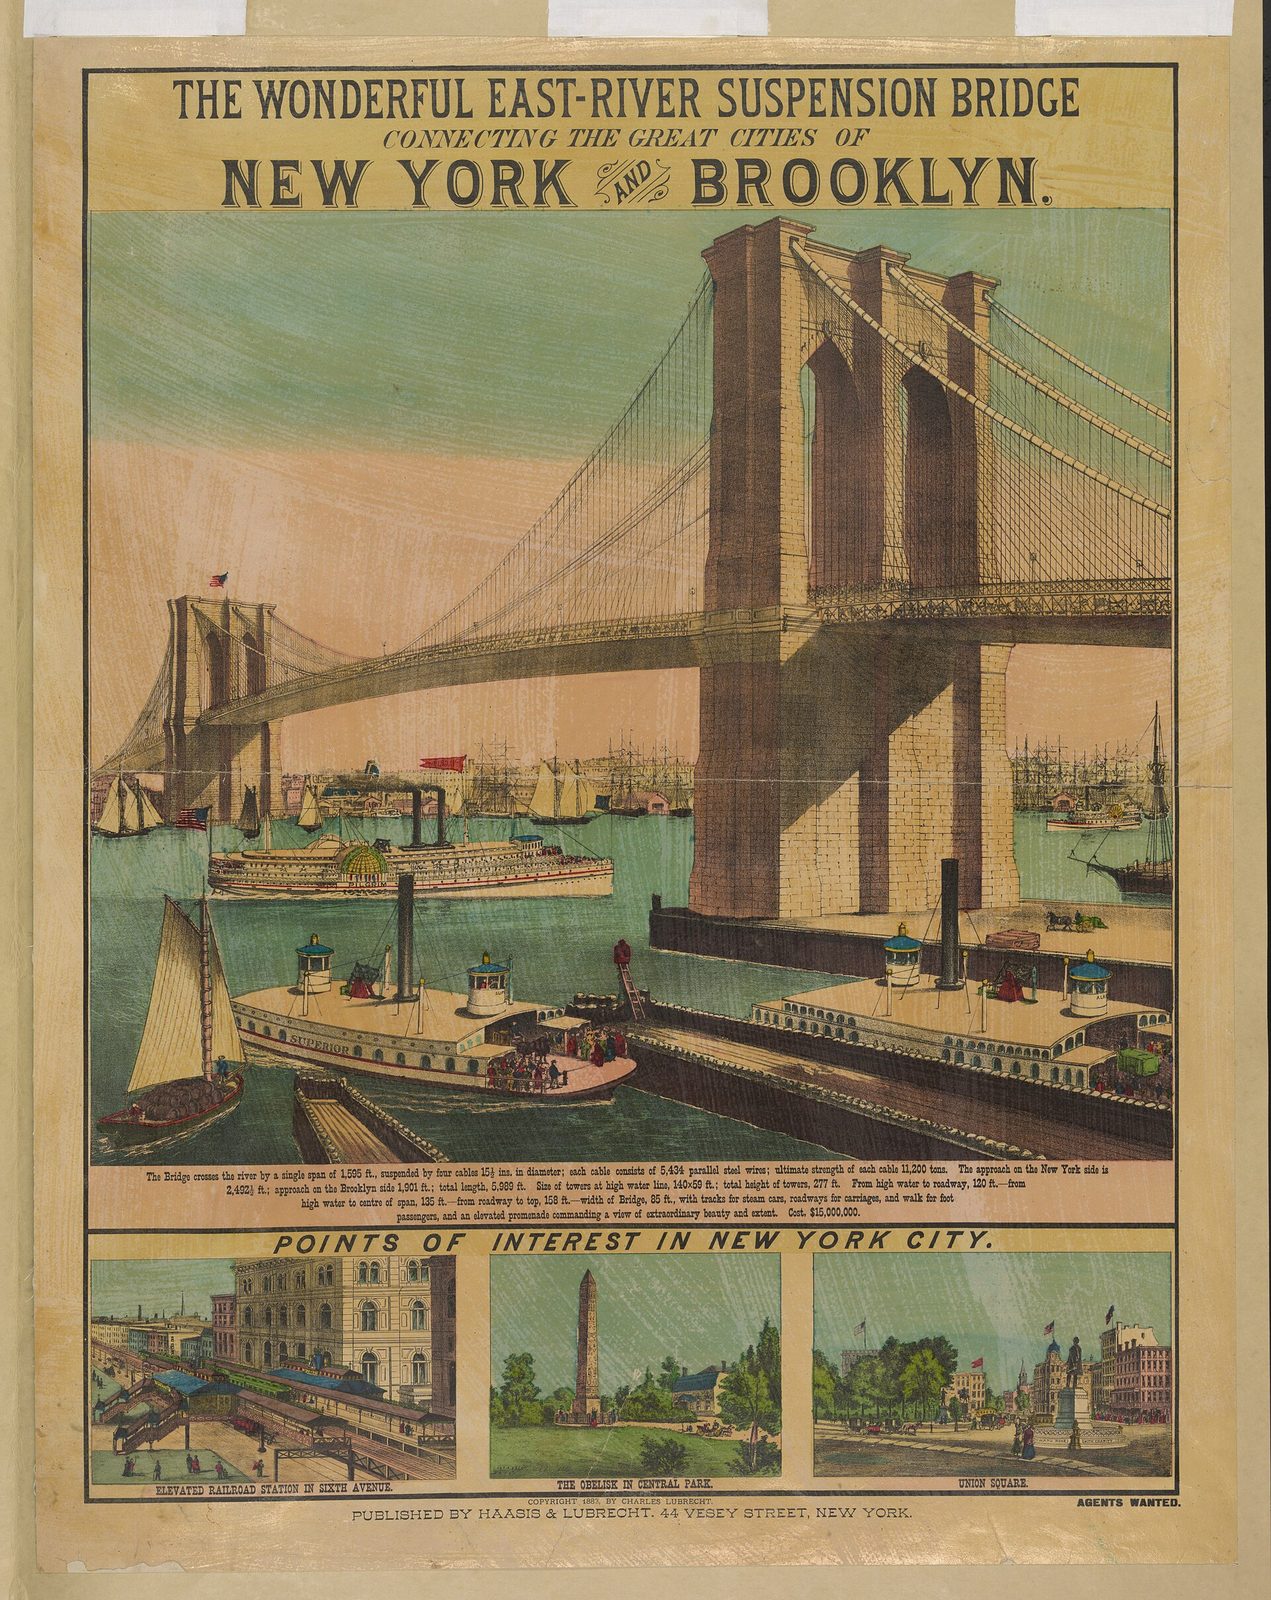 THE WONDERFUL EAST-RIVER SUSPENSION BRIDGE
CONNECTING THE GREAT CITIES OF
NEW YORK AND BROOKLYN.
PILGRIM
SUPERIOR
The Bridge crosses the river by a single span of 1,595 ft., suspended by four cables 15½ ins. in diameter; each cable consists of 5,434 parallel steel wires; ultimate strength of each cable 11,200 tons. The approach on the New York side is
2,492½ ft.; approach on the Brooklyn side 1,901 ft.; total length, 5,989 ft. Size of towers at high water line, 140x59 ft.; total height of towers, 277 ft. From high water to roadway, 120 ft.—from
high water to centre of span, 135 ft.—from roadway to top, 158 ft.—width of Bridge, 85 ft., with tracks for steam cars, roadways for carriages, and walk for foot
passengers, and an elevated promenade commanding a view of extraordinary beauty and extent. Cost, $15,000,000.
POINTS OF INTEREST IN NEW YORK CITY.
ELEVATED RAILROAD STATION IN SIXTH AVENUE.
THE OBELISK IN CENTRAL PARK.
UNION SQUARE.
COPYRIGHT 1883, BY CHARLES LUBRECHT.
AGENTS WANTED.
PUBLISHED BY HAASIS & LUBRECHT. 44 VESEY STREET, NEW YORK.